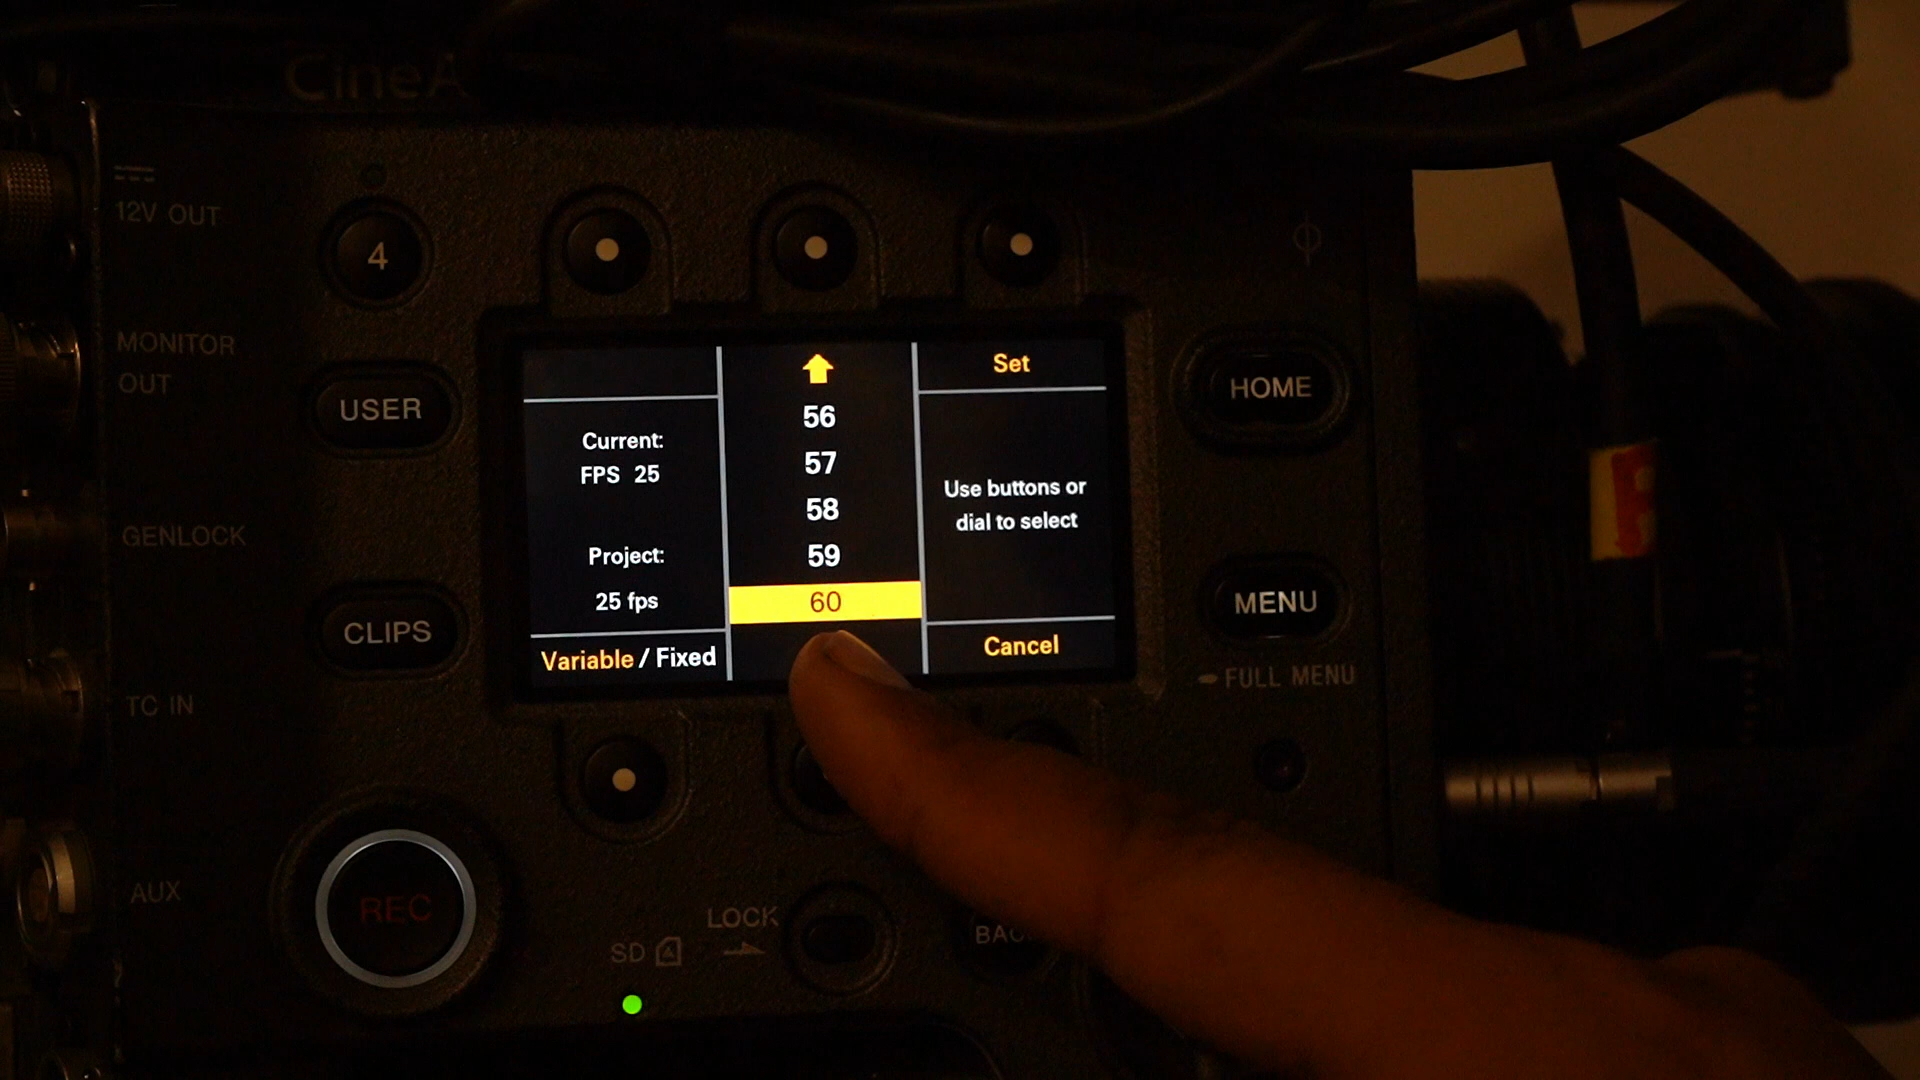 CineA
12V OUT
4
MONITOR
OUT
USER
Set
HOME
56
57
58
59
60
Current:
FPS 25
Project:
25 fps
Variable / Fixed
Use buttons or
dial to select
Cancel
GENLOCK
CLIPS
MENU
FULL MENU
TC IN
AUX
REC
SD
LOCK